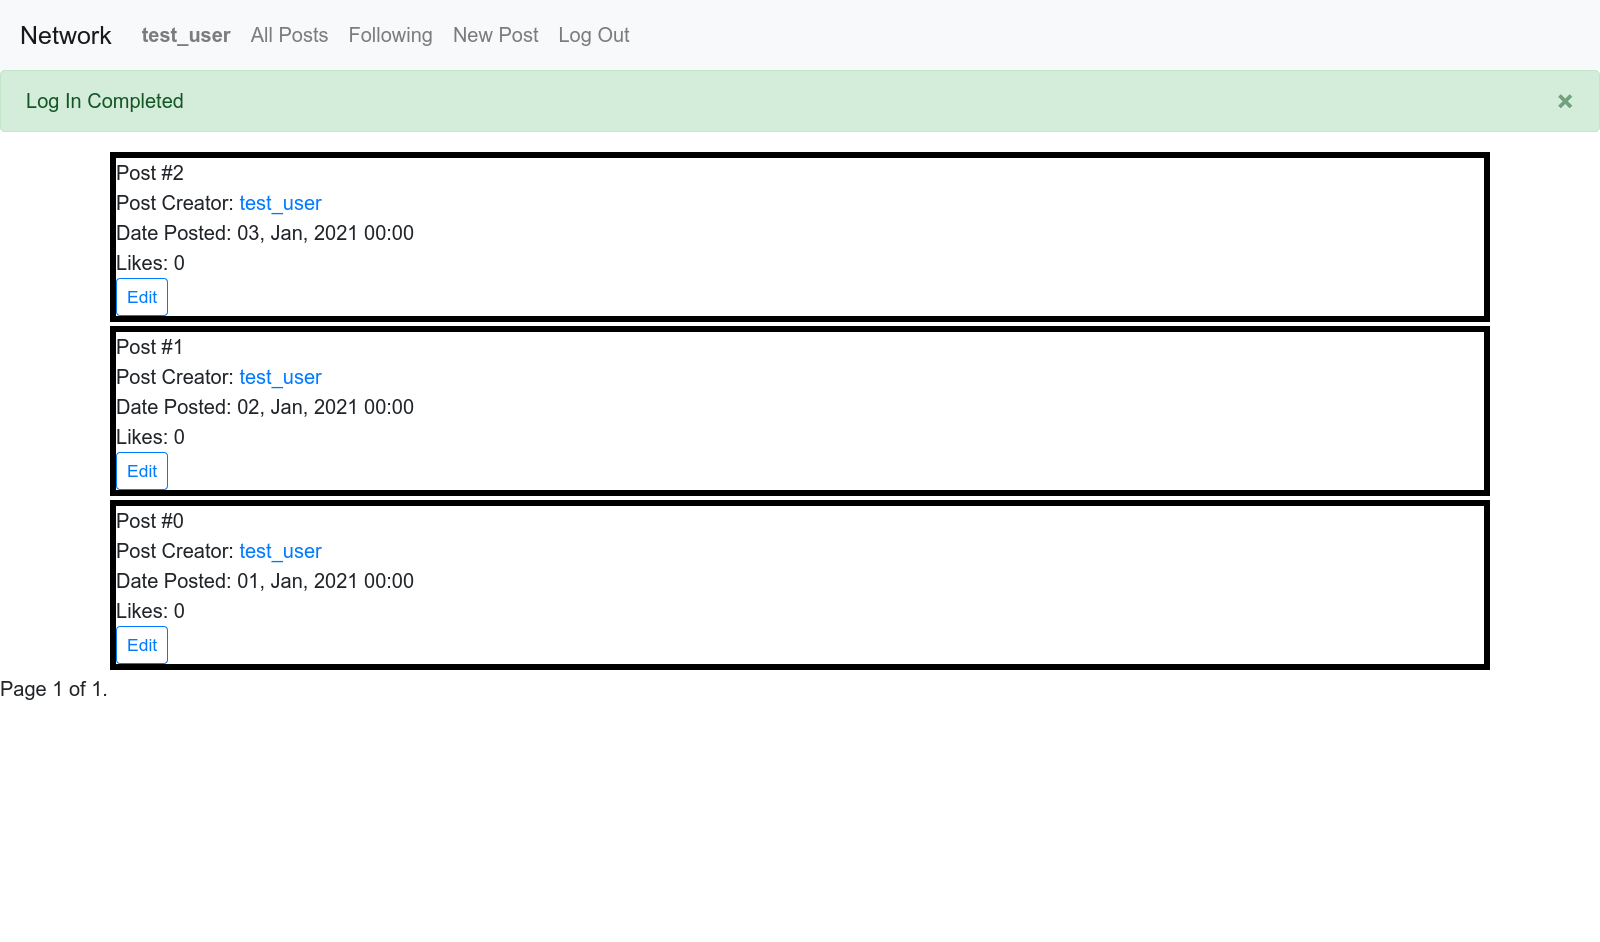 Network test_user All Posts Following New Post Log Out
Log In Completed ×
Post #2
Post Creator: test_user
Date Posted: 03, Jan, 2021 00:00
Likes: 0
Edit
Post #1
Post Creator: test_user
Date Posted: 02, Jan, 2021 00:00
Likes: 0
Edit
Post #0
Post Creator: test_user
Date Posted: 01, Jan, 2021 00:00
Likes: 0
Edit
Page 1 of 1.